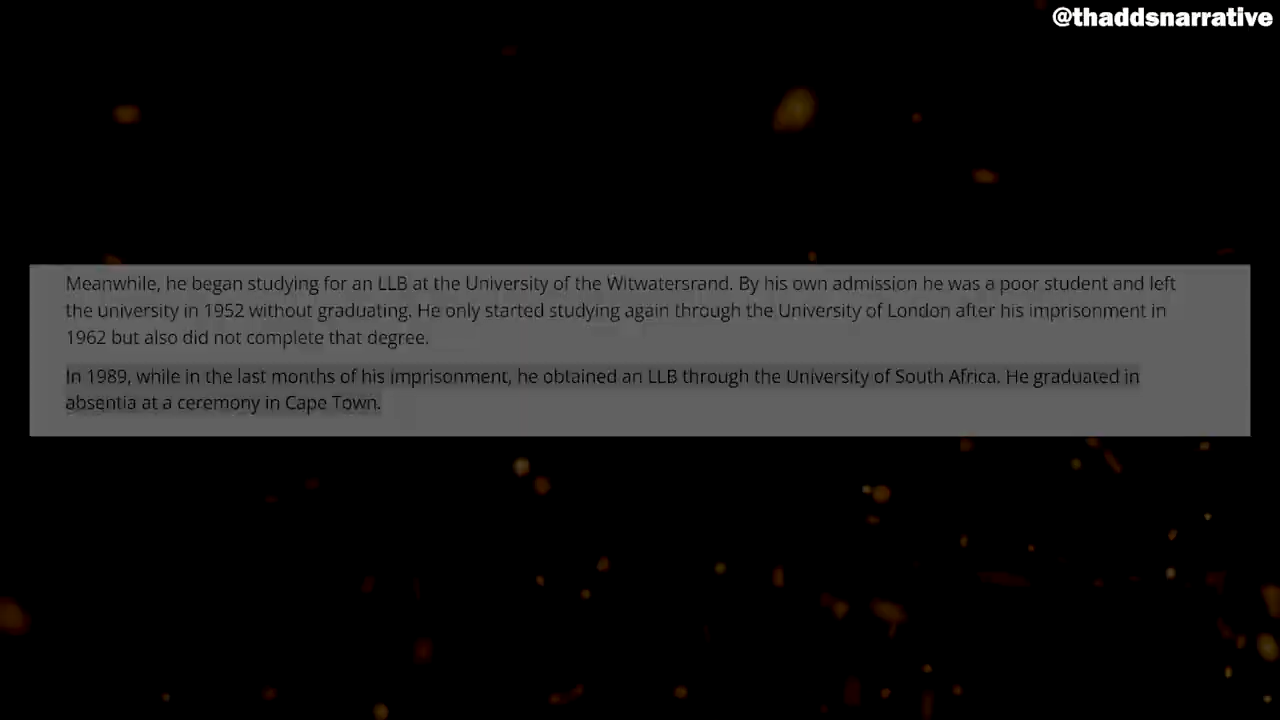 @thaddsnarrative
Meanwhile, he began studying for an LLB at the University of the Witwatersrand. By his own admission he was a poor student and left
the university in 1952 without graduating. He only started studying again through the University of London after his imprisonment in
1962 but also did not complete that degree.
In 1989, while in the last months of his imprisonment, he obtained an LLB through the University of South Africa. He graduated in
absentia at a ceremony in Cape Town.